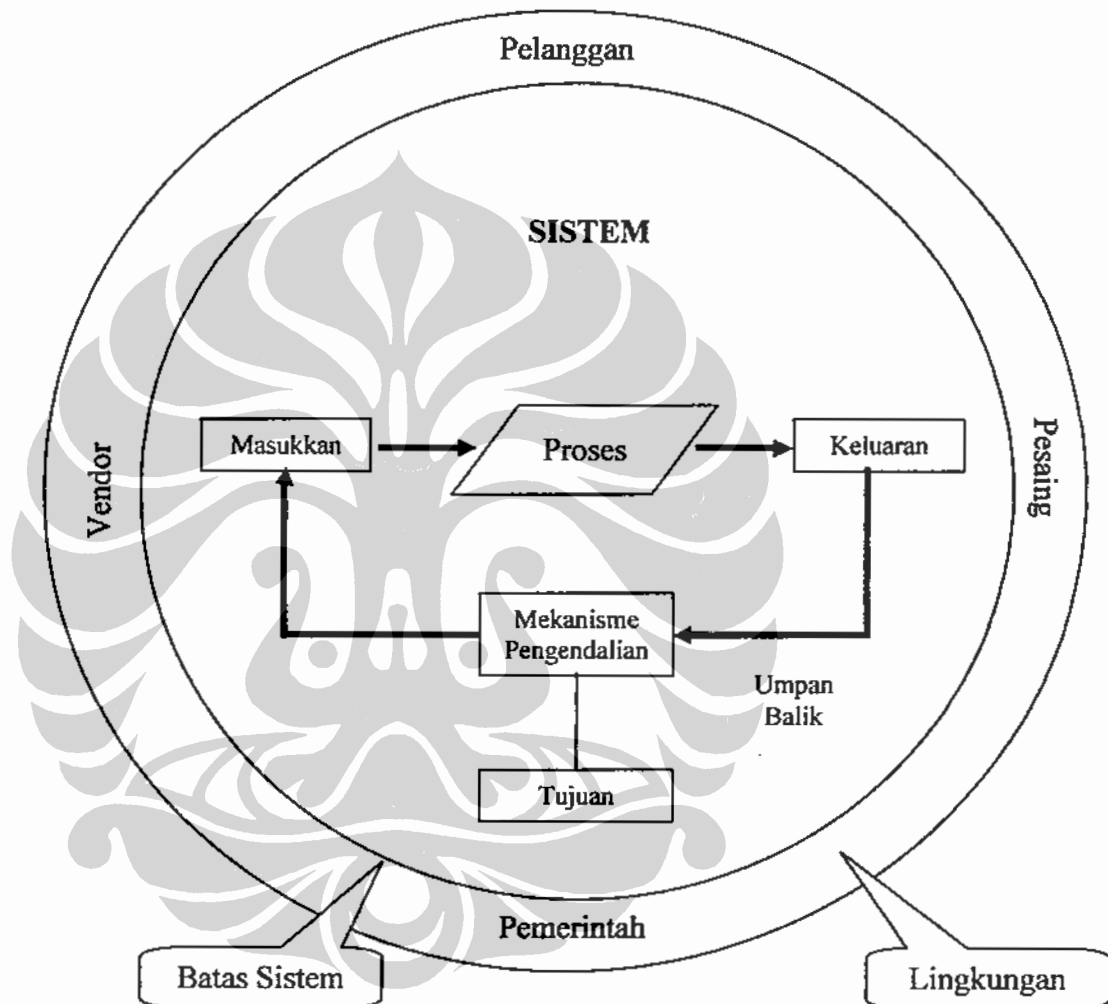 Pelanggan
SISTEM
Vendor
Masukkan
Proses
Keluaran
Pesaing
Mekanisme
Pengendalian
Umpan
Balik
Tujuan
Pemerintah
Batas Sistem
Lingkungan